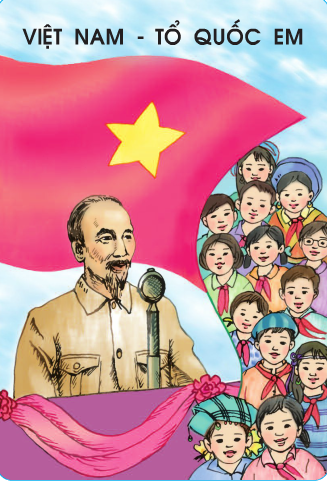 VIỆT NAM - TỔ QUỐC EM